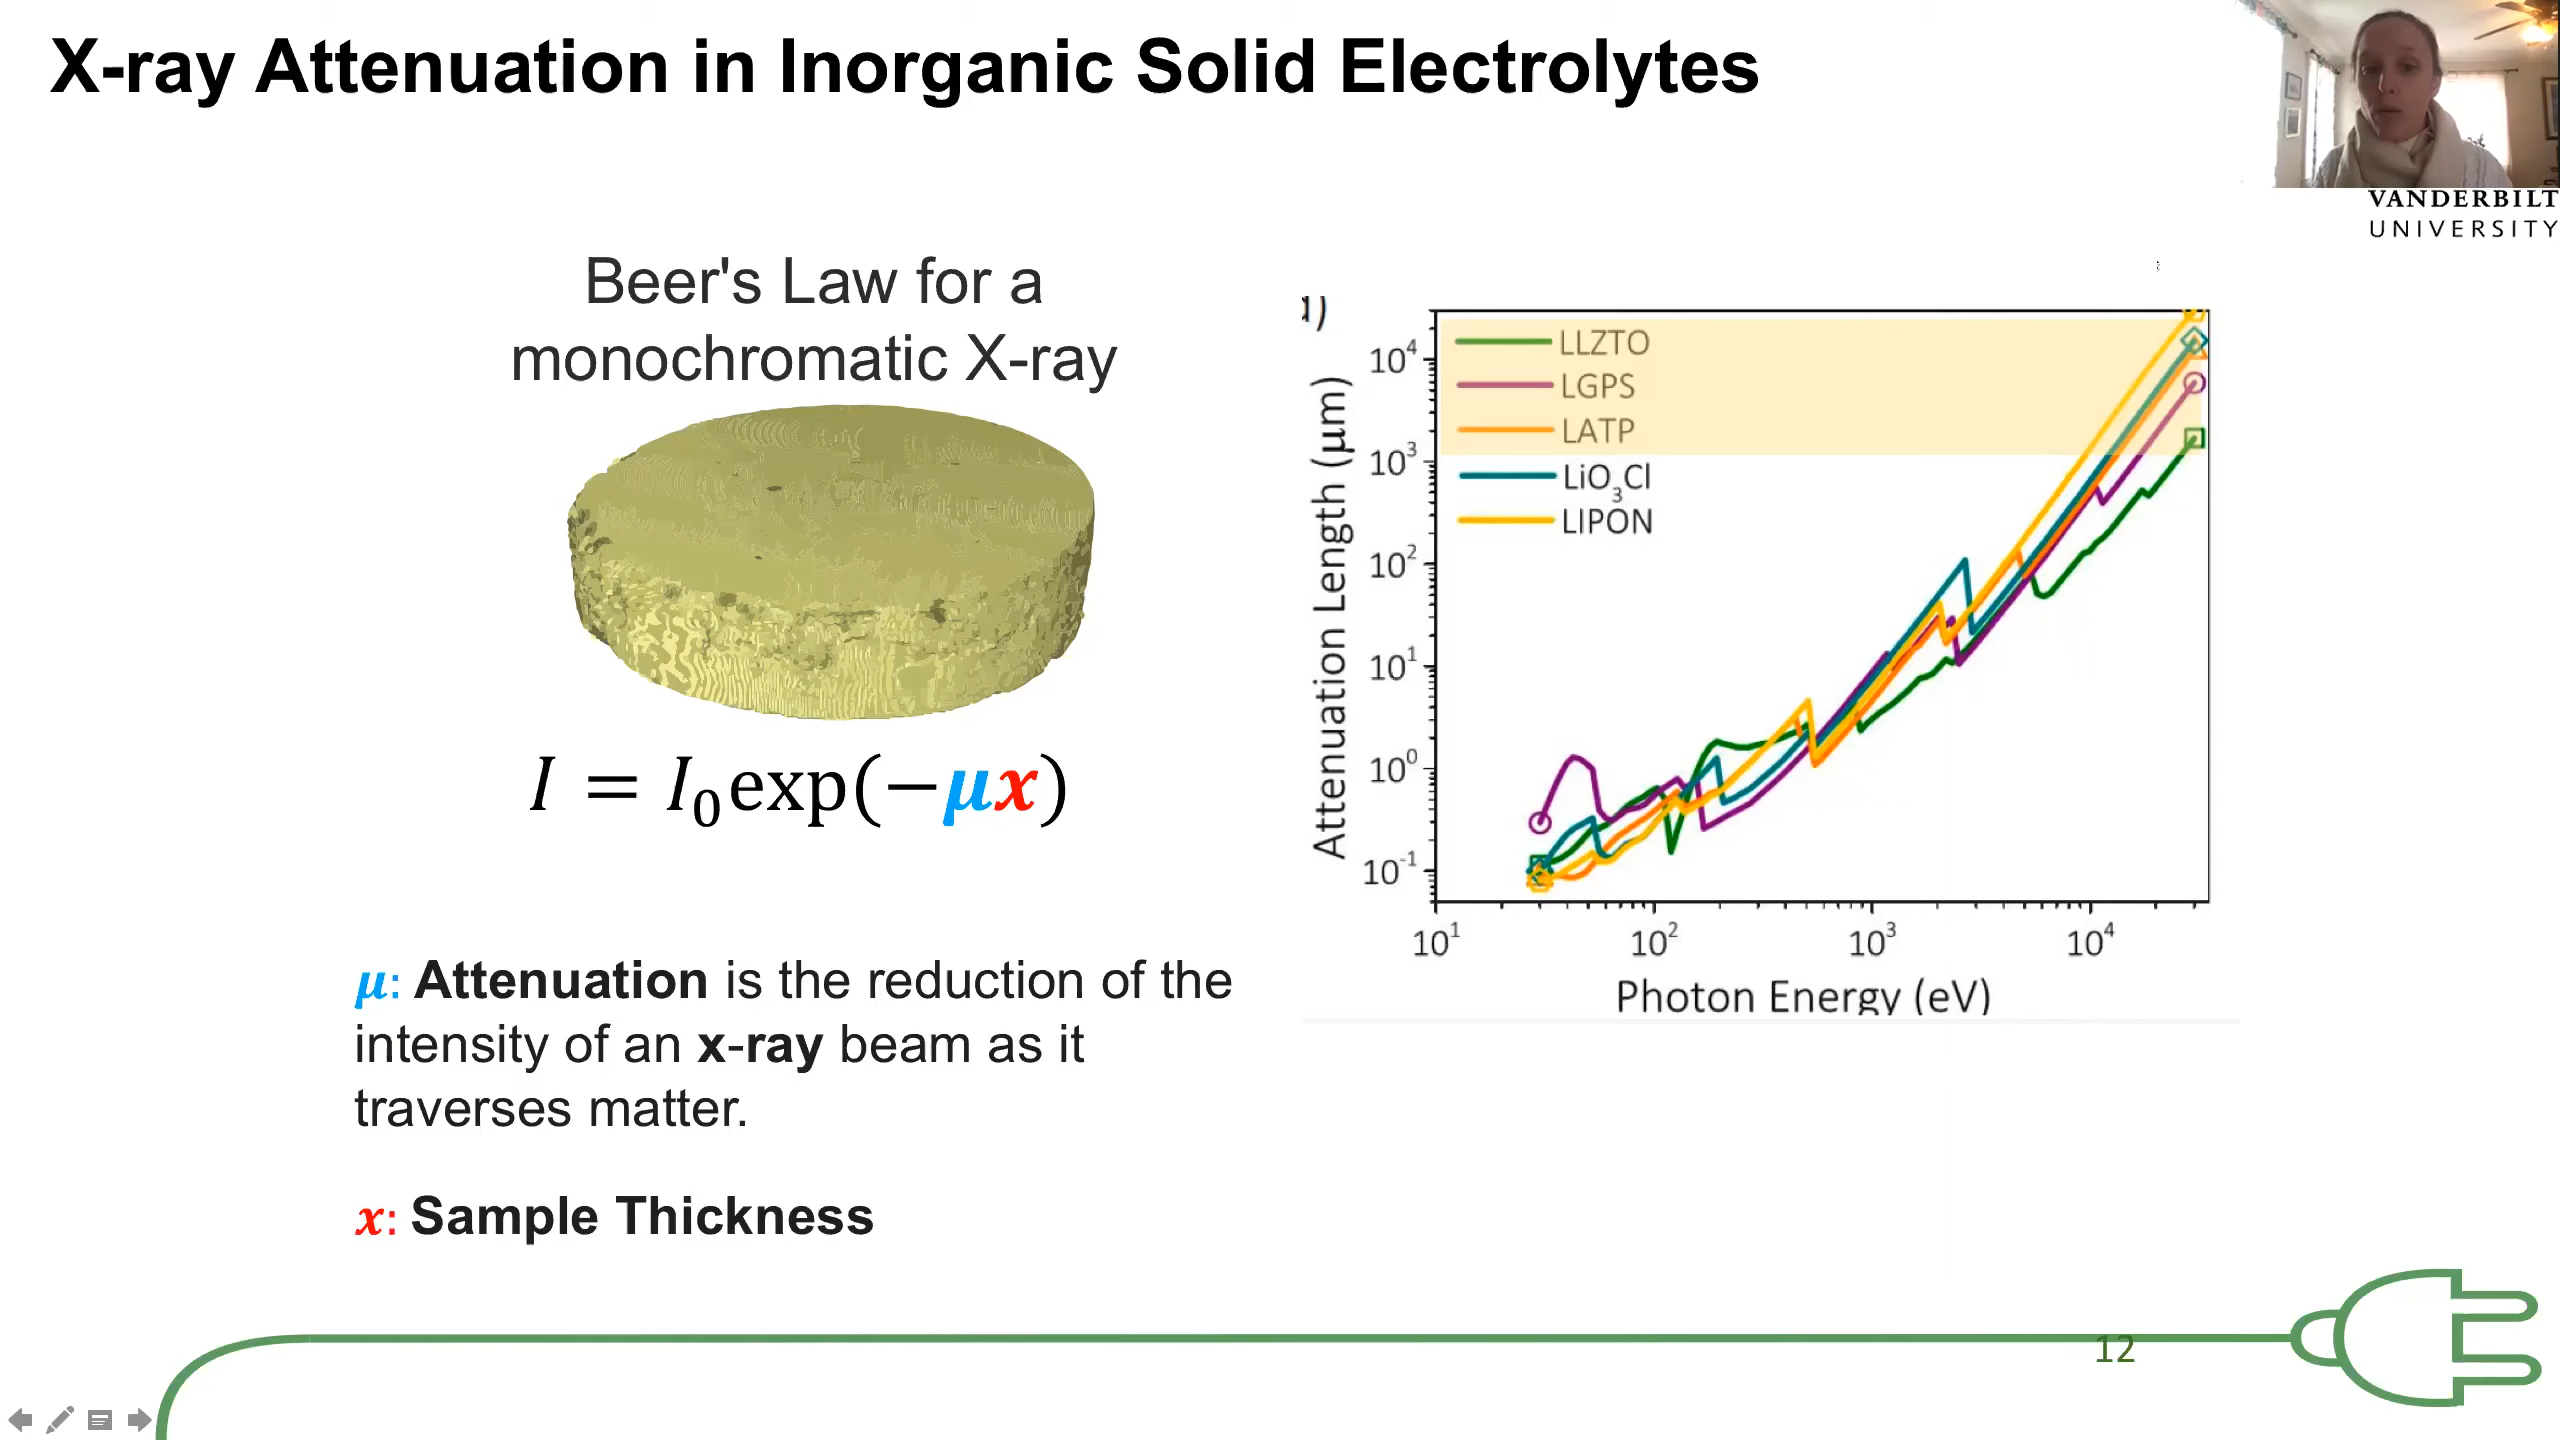 X-ray Attenuation in Inorganic Solid Electrolytes
VANDERBILT
UNIVERSITY
Beer's Law for a
monochromatic X-ray
I = I₀exp(−μx)
μ: Attenuation is the reduction of the
intensity of an x-ray beam as it
traverses matter.
x: Sample Thickness
LLZTO
LGPS
LATP
LiO₃Cl
LIPON
Attenuation Length (μm)
10⁴
10³
10²
10¹
10⁰
10⁻¹
10¹ 10² 10³ 10⁴
Photon Energy (eV)
12